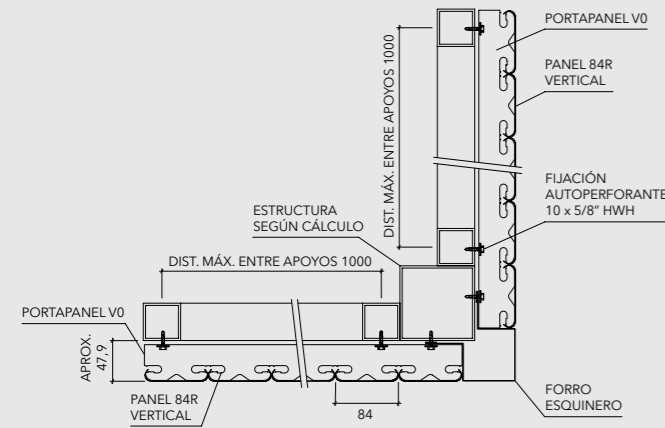 PORTAPANEL V0
PANEL 84R
VERTICAL
DIST. MÁX. ENTRE APOYOS 1000
FIJACIÓN
AUTOPERFORANTE
10 x 5/8" HWH
ESTRUCTURA
SEGÚN CÁLCULO
DIST. MÁX. ENTRE APOYOS 1000
PORTAPANEL V0
APROX.
47,9
PANEL 84R
VERTICAL
84
FORRO
ESQUINERO